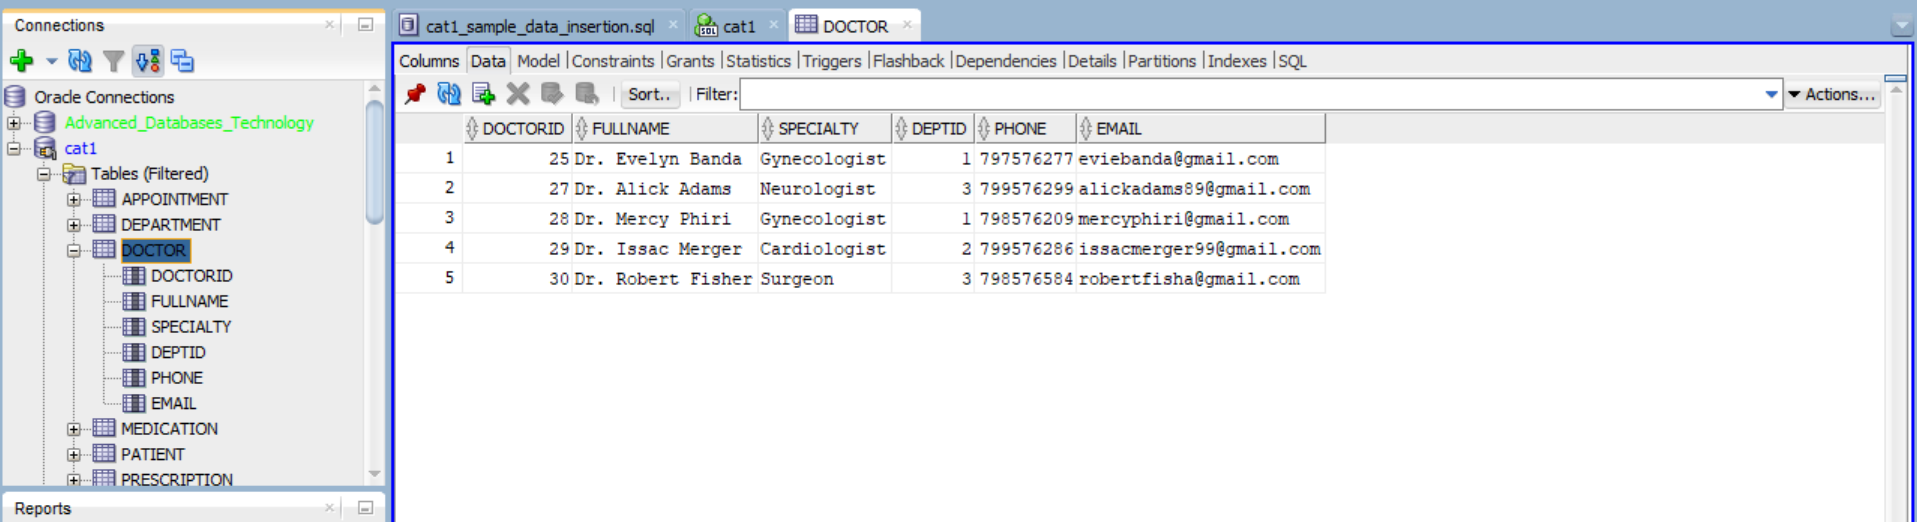 Connections
Oracle Connections
Advanced_Databases_Technology
cat1
Tables (Filtered)
APPOINTMENT
DEPARTMENT
DOCTOR
DOCTORID
FULLNAME
SPECIALTY
DEPTID
PHONE
EMAIL
MEDICATION
PATIENT
PRESCRIPTION
Reports
cat1_sample_data_insertion.sql cat1 DOCTOR
Columns Data Model |Constraints |Grants |Statistics |Triggers |Flashback |Dependencies |Details |Partitions |Indexes |SQL
Sort.. | Filter: Actions...
DOCTORID FULLNAME SPECIALTY DEPTID PHONE EMAIL
1 25 Dr. Evelyn Banda Gynecologist 1 797576277 eviebanda@gmail.com
2 27 Dr. Alick Adams Neurologist 3 799576299 alickadams89@gmail.com
3 28 Dr. Mercy Phiri Gynecologist 1 798576209 mercyphiri@gmail.com
4 29 Dr. Issac Merger Cardiologist 2 799576286 issacmerger99@gmail.com
5 30 Dr. Robert Fisher Surgeon 3 798576584 robertfisha@gmail.com